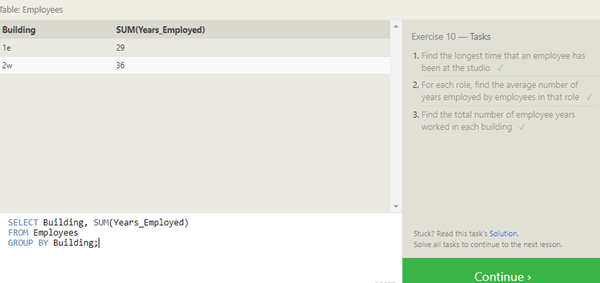 Table: Employees
Building SUM(Years_Employed)
1e 29
2w 36
SELECT Building, SUM(Years_Employed)
FROM Employees
GROUP BY Building;
Exercise 10 — Tasks
1. Find the longest time that an employee has
been at the studio ✓
2. For each role, find the average number of
years employed by employees in that role ✓
3. Find the total number of employee years
worked in each building ✓
Stuck? Read this task's Solution.
Solve all tasks to continue to the next lesson.
Continue ›